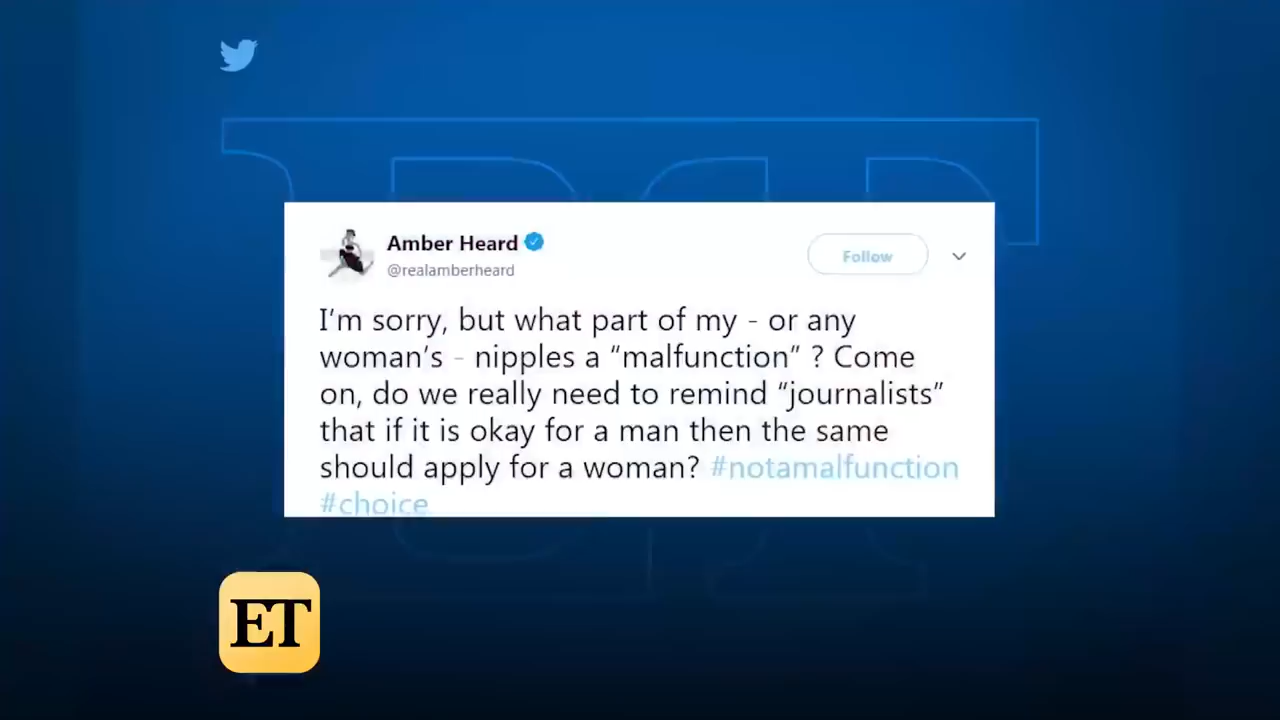 Amber Heard
@realamberheard
Follow
I'm sorry, but what part of my - or any
woman's - nipples a “malfunction” ? Come
on, do we really need to remind “journalists”
that if it is okay for a man then the same
should apply for a woman? #notamalfunction
#choice
ET